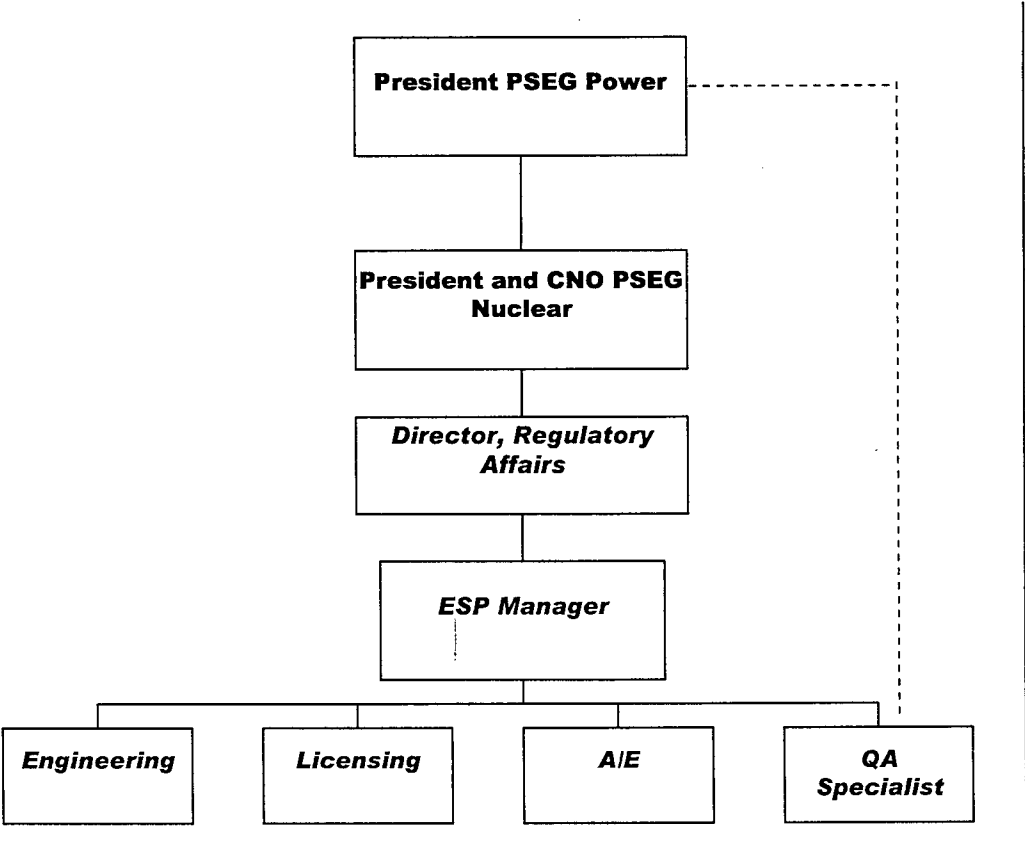 President PSEG Power
President and CNO PSEG
Nuclear
Director, Regulatory
Affairs
ESP Manager
Engineering
Licensing
A/E
QA
Specialist